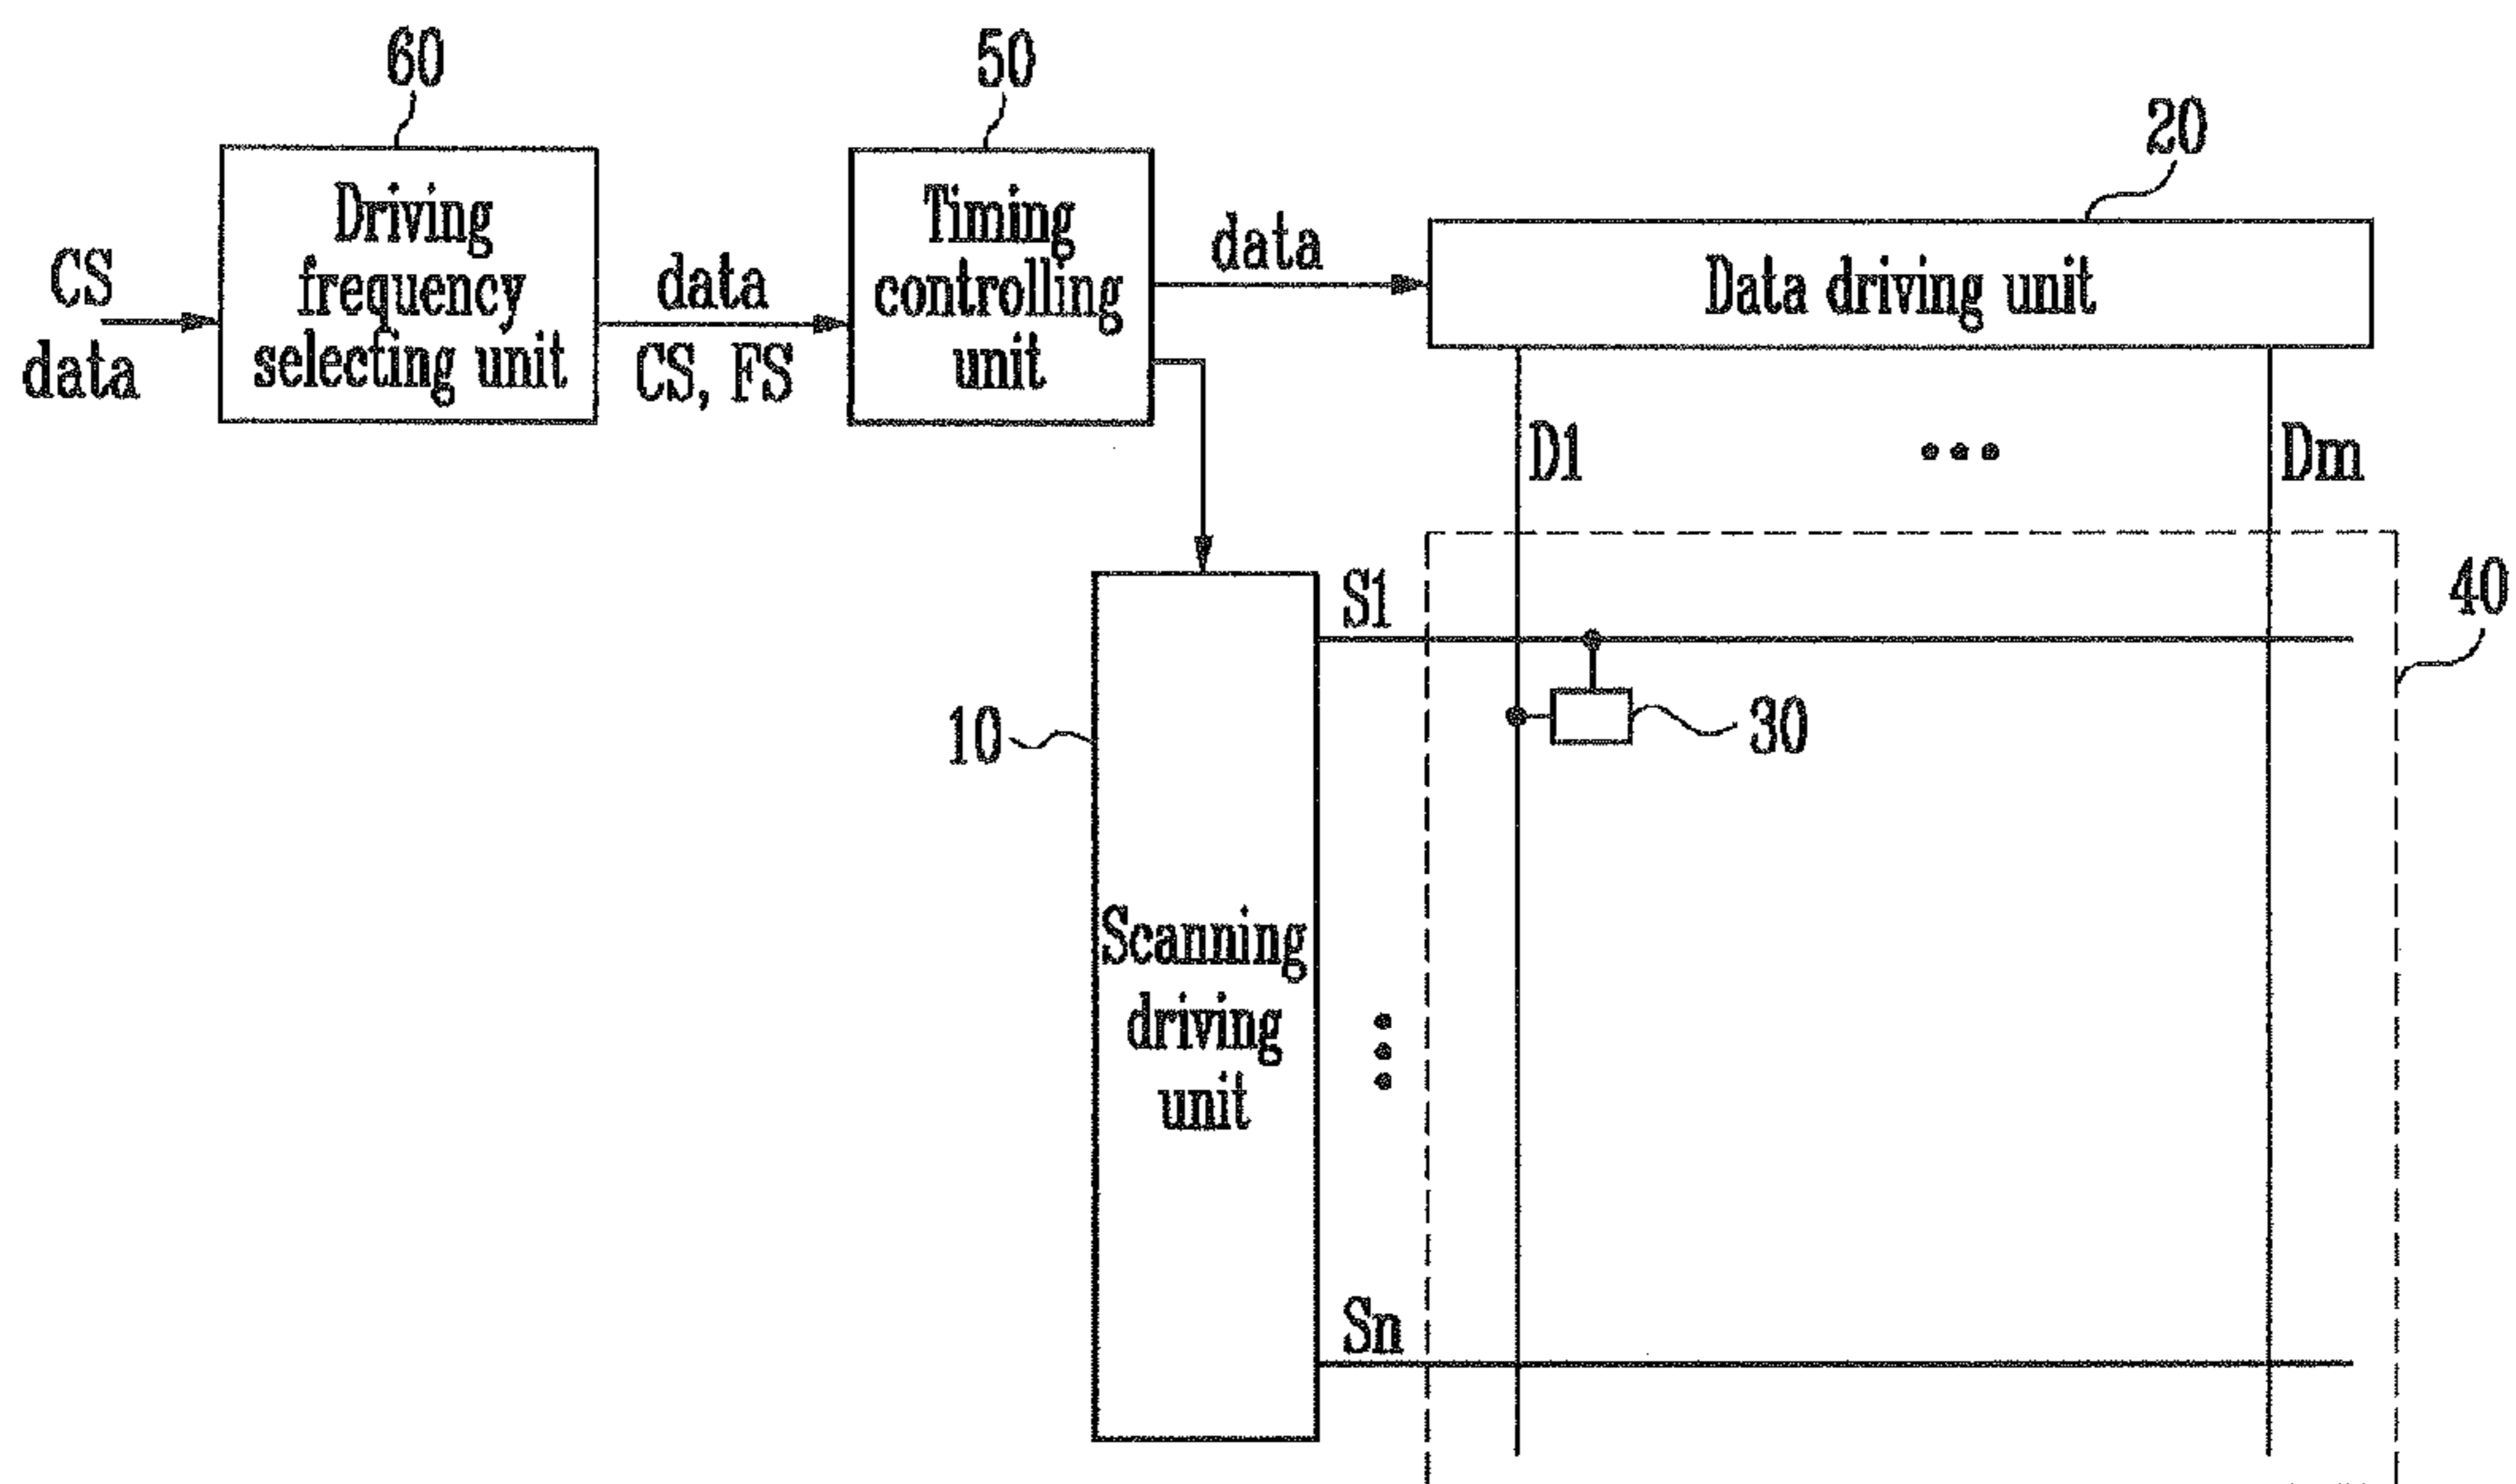 60
50
20
Driving
frequency
selecting unit
Timing
controlling
unit
CS
data
data
CS, FS
data
Data driving unit
D1
Dm
40
S1
10
30
Scanning
driving
unit
Sn